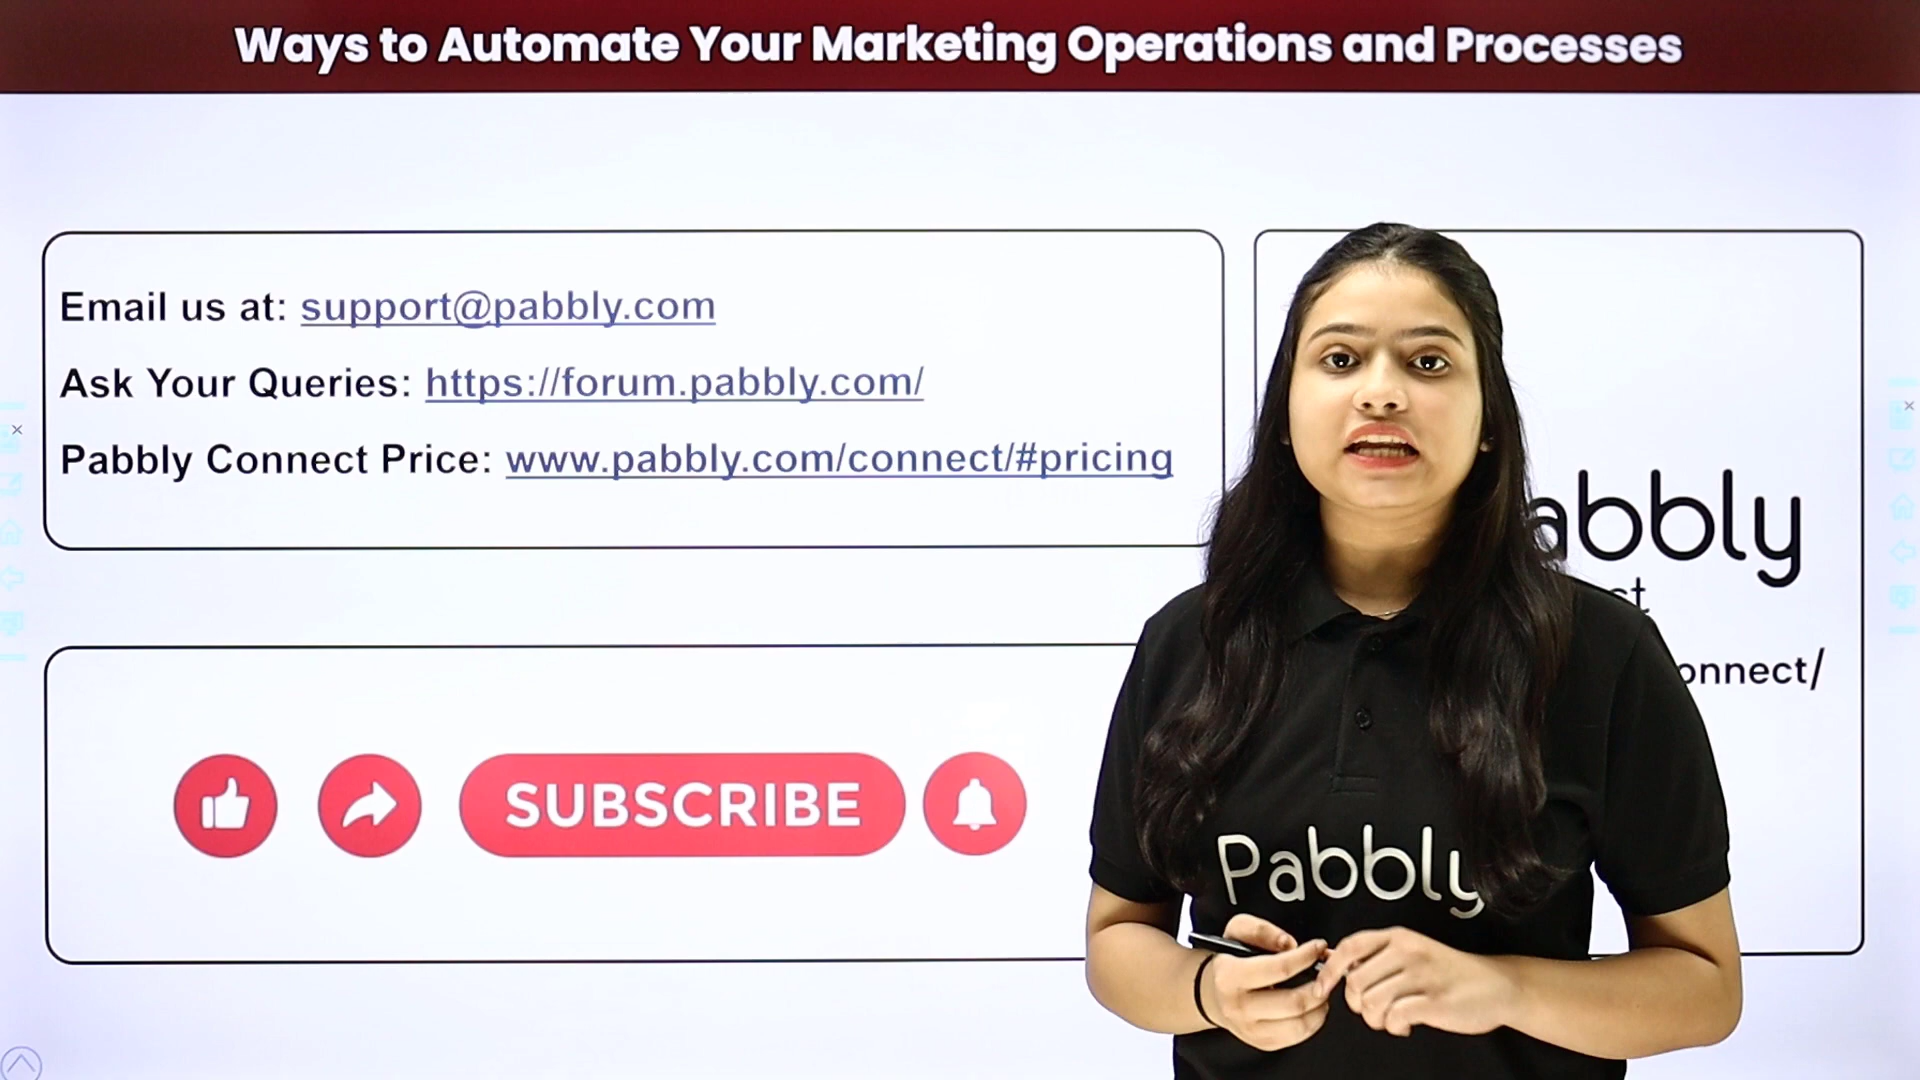 Ways to Automate Your Marketing Operations and Processes
Email us at: support@pabbly.com
Ask Your Queries: https://forum.pabbly.com/
Pabbly Connect Price: www.pabbly.com/connect/#pricing
abbly
ct
onnect/
SUBSCRIBE
Pabbly